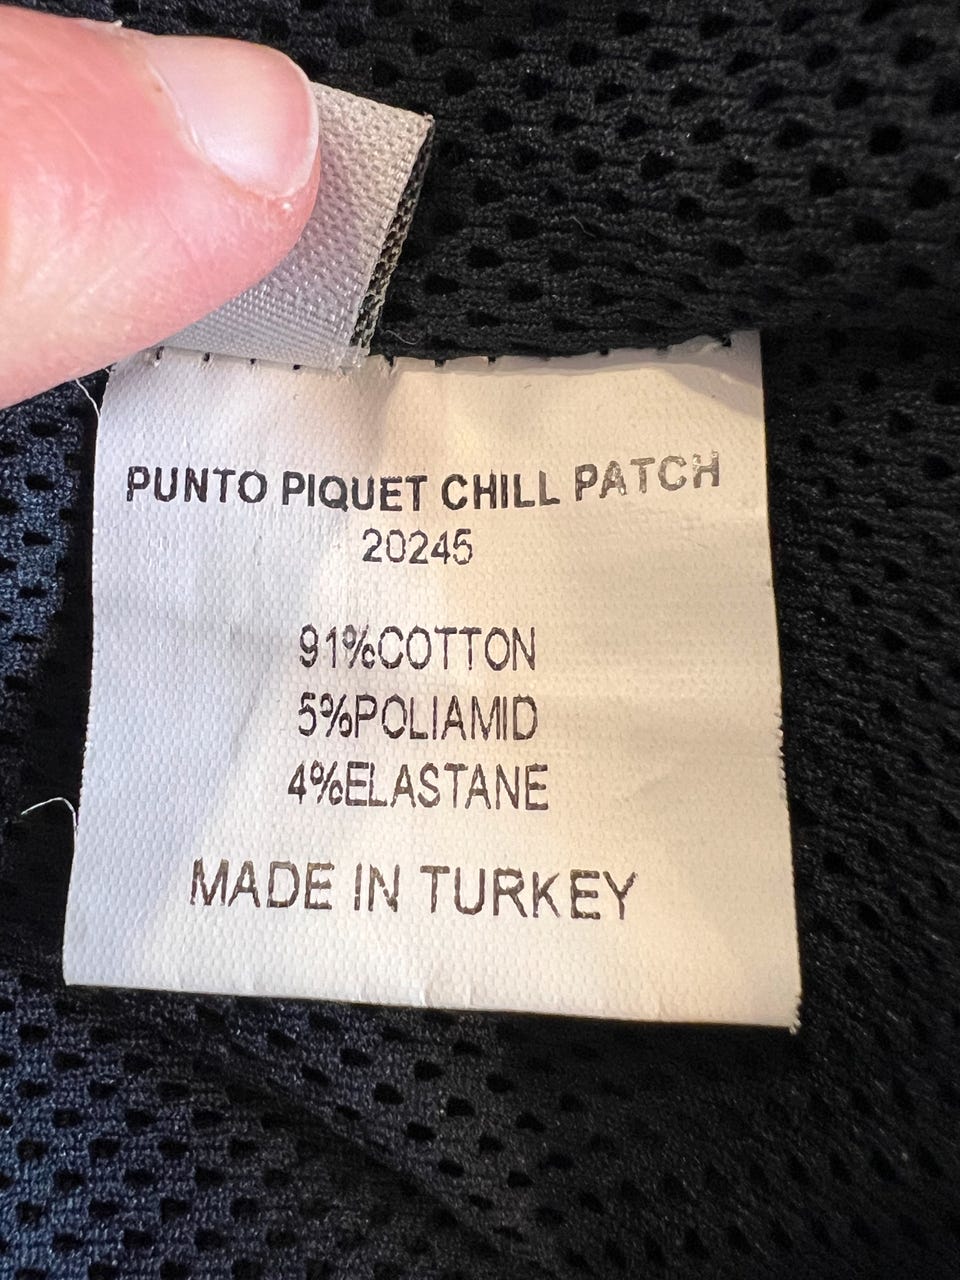 PUNTO PIQUET CHILL PATCH
20245
91%COTTON
5%POLIAMID
4%ELASTANE
MADE IN TURKEY